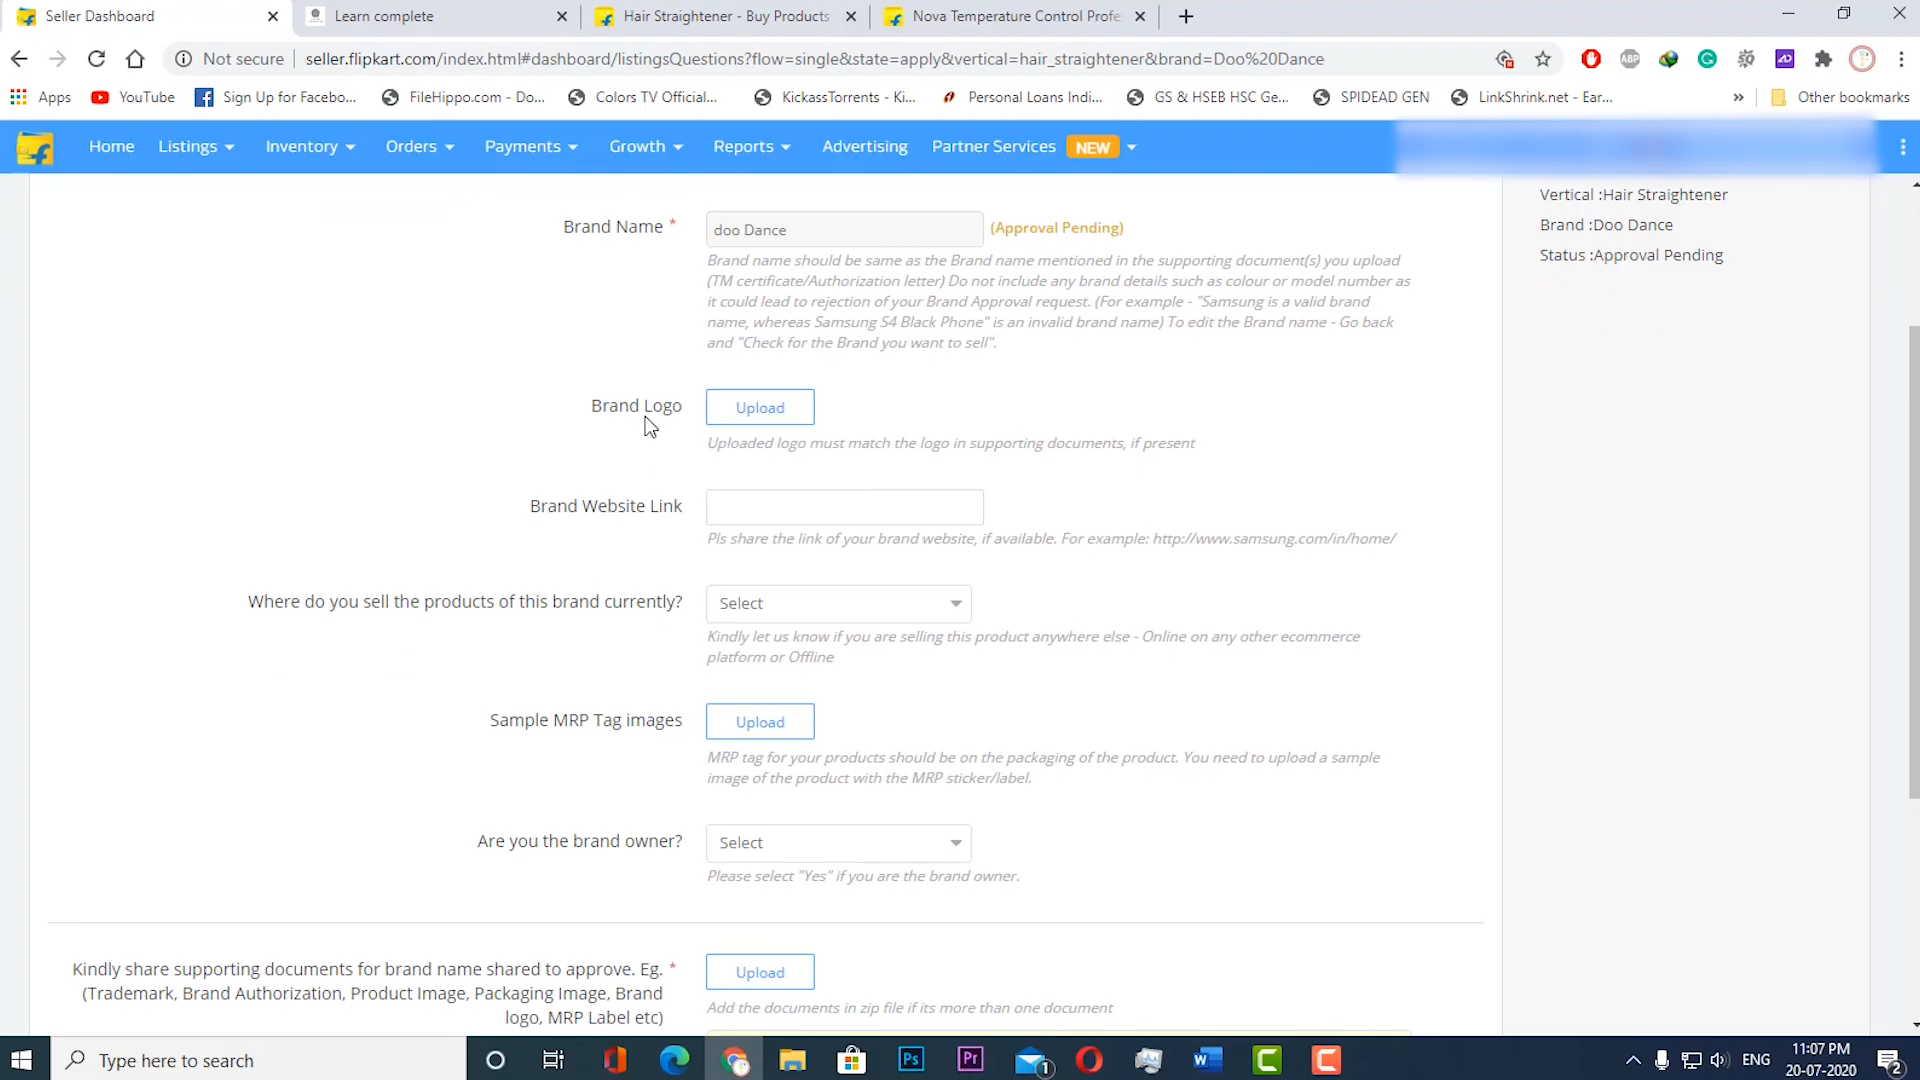 Seller Dashboard
Learn complete
Hair Straightener - Buy Products
Nova Temperature Control Profe
Not secure
seller.flipkart.com/index.html#dashboard/listingsQuestions?flow=single&state=apply&vertical=hair_straightener&brand=Doo%20Dance
ABP
Apps
YouTube
Sign Up for Facebo...
FileHippo.com - Do...
Colors TV Official...
KickassTorrents - Ki...
Personal Loans Indi...
GS & HSEB HSC Ge...
SPIDEAD GEN
LinkShrink.net - Ear...
Other bookmarks
Home
Listings
Inventory
Orders
Payments
Growth
Reports
Advertising
Partner Services NEW
Vertical :Hair Straightener
Brand :Doo Dance
Status :Approval Pending
Brand Name *
doo Dance
(Approval Pending)
Brand name should be same as the Brand name mentioned in the supporting document(s) you upload
(TM certificate/Authorization letter) Do not include any brand details such as colour or model number as
it could lead to rejection of your Brand Approval request. (For example - "Samsung is a valid brand
name, whereas Samsung S4 Black Phone" is an invalid brand name) To edit the Brand name - Go back
and "Check for the Brand you want to sell".
Brand Logo
Upload
Uploaded logo must match the logo in supporting documents, if present
Brand Website Link
Pls share the link of your brand website, if available. For example: http://www.samsung.com/in/home/
Where do you sell the products of this brand currently?
Select
Kindly let us know if you are selling this product anywhere else - Online on any other ecommerce
platform or Offline
Sample MRP Tag images
Upload
MRP tag for your products should be on the packaging of the product. You need to upload a sample
image of the product with the MRP sticker/label.
Are you the brand owner?
Select
Please select "Yes" if you are the brand owner.
Kindly share supporting documents for brand name shared to approve. Eg. *
(Trademark, Brand Authorization, Product Image, Packaging Image, Brand
logo, MRP Label etc)
Upload
Add the documents in zip file if its more than one document
Type here to search
Ps
Pr
1
W
ENG
11:07 PM
20-07-2020
2